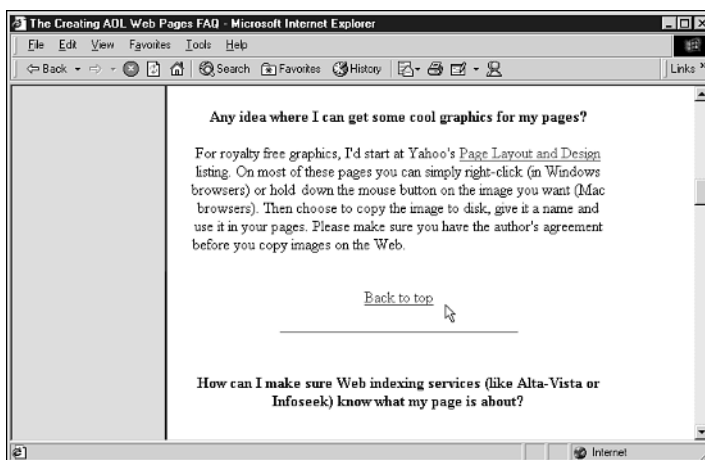 The Creating AOL Web Pages FAQ - Microsoft Internet Explorer
File Edit View Favorites Tools Help
Back Search Favorites History Links
Any idea where I can get some cool graphics for my pages?
For royalty free graphics, I'd start at Yahoo's Page Layout and Design
listing. On most of these pages you can simply right-click (in Windows
browsers) or hold down the mouse button on the image you want (Mac
browsers). Then choose to copy the image to disk, give it a name and
use it in your pages. Please make sure you have the author's agreement
before you copy images on the Web.
Back to top
How can I make sure Web indexing services (like Alta-Vista or
Infoseek) know what my page is about?
Internet